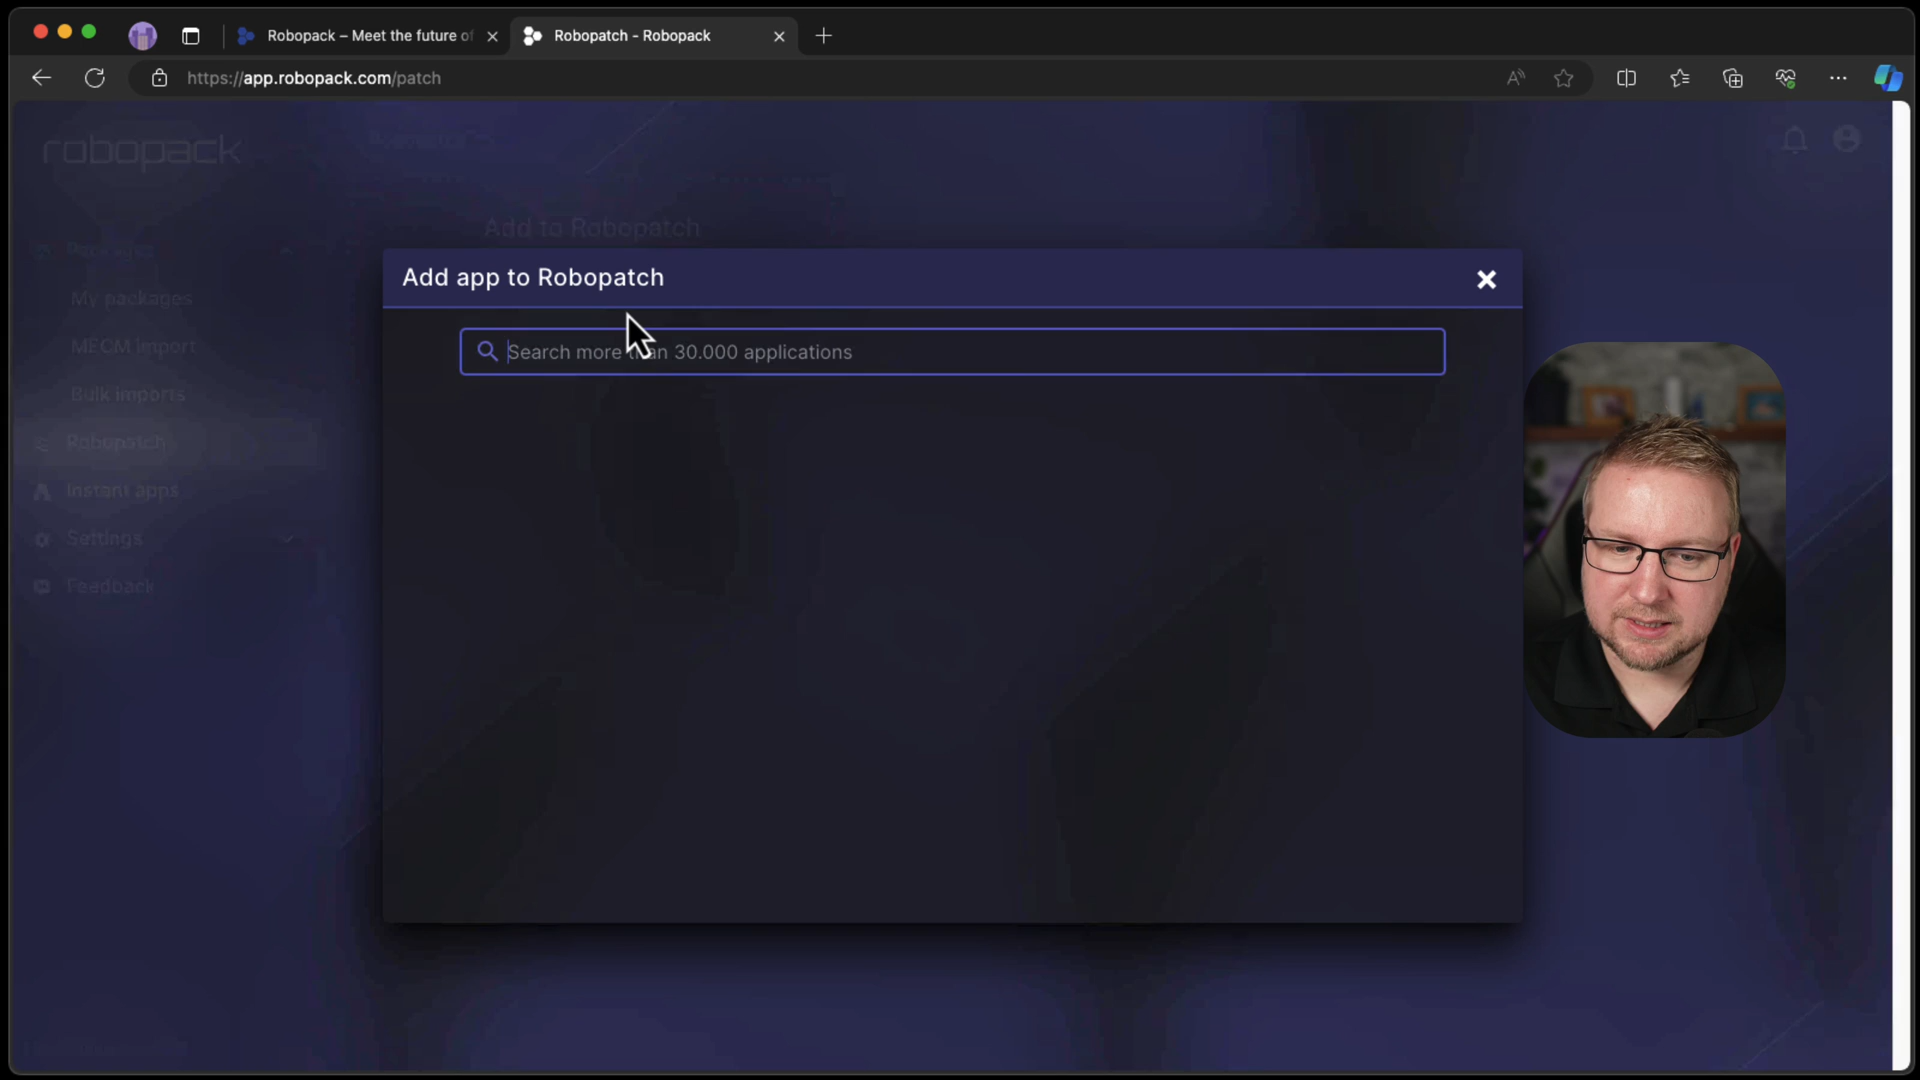 Robopack – Meet the future of
Robopatch - Robopack
https://app.robopack.com/patch
robopack
Add to Robopatch
My packages
MECM import
Bulk imports
Robopatch
Instant apps
Settings
Feedback
Add app to Robopatch
Search more than 30.000 applications